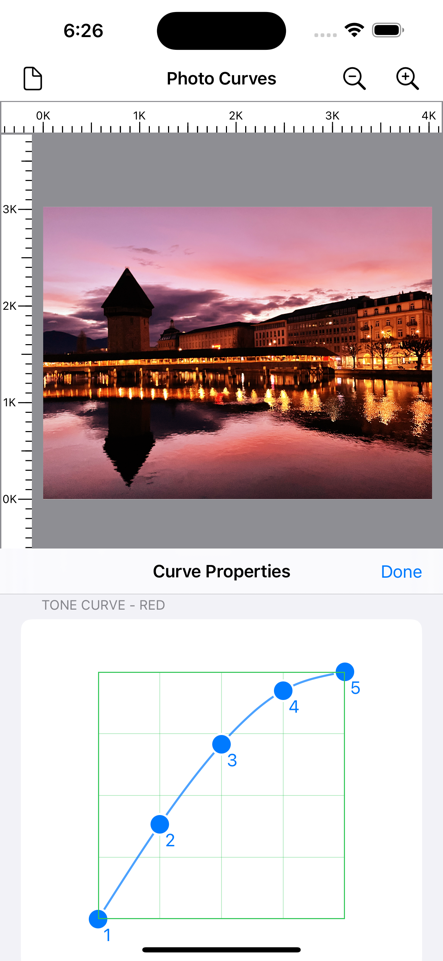 6:26
Photo Curves
0K 1K 2K 3K 4K
3K
2K
1K
0K
Curve Properties
Done
TONE CURVE - RED
5
4
3
2
1